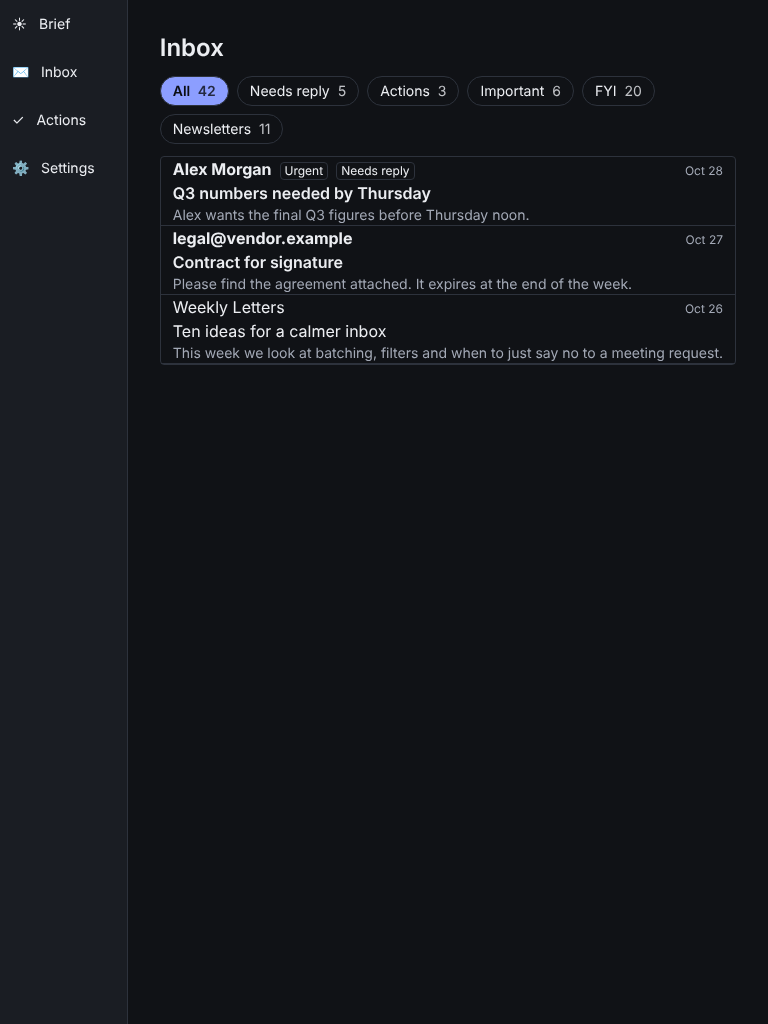 Brief
Inbox
Actions
Settings
Inbox
All 42 Needs reply 5 Actions 3 Important 6 FYI 20
Newsletters 11
Alex Morgan Urgent Needs reply Oct 28
Q3 numbers needed by Thursday
Alex wants the final Q3 figures before Thursday noon.
legal@vendor.example Oct 27
Contract for signature
Please find the agreement attached. It expires at the end of the week.
Weekly Letters Oct 26
Ten ideas for a calmer inbox
This week we look at batching, filters and when to just say no to a meeting request.